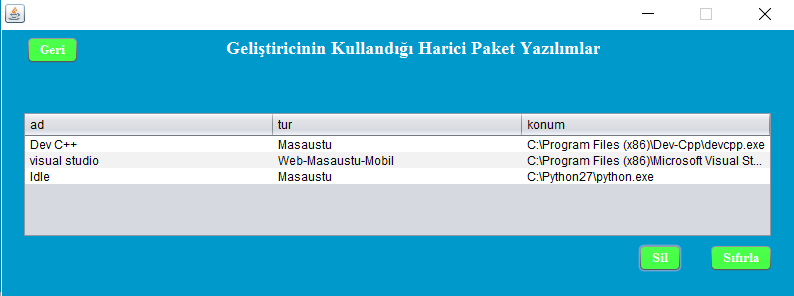 Geri
Geliştiricinin Kullandığı Harici Paket Yazılımlar
ad tur konum
Dev C++ Masaustu C:\Program Files (x86)\Dev-Cpp\devcpp.exe
visual studio Web-Masaustu-Mobil C:\Program Files (x86)\Microsoft Visual St...
Idle Masaustu C:\Python27\python.exe
Sil Sıfırla